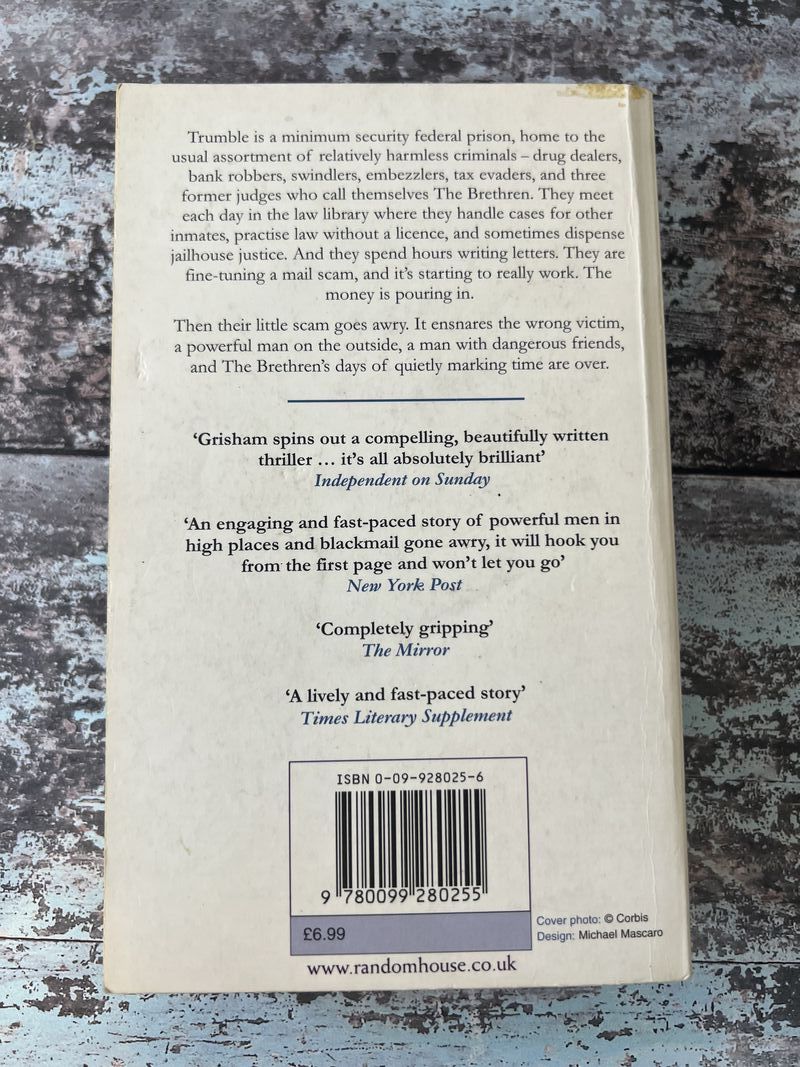 Trumble is a minimum security federal prison, home to the
usual assortment of relatively harmless criminals – drug dealers,
bank robbers, swindlers, embezzlers, tax evaders, and three
former judges who call themselves The Brethren. They meet
each day in the law library where they handle cases for other
inmates, practise law without a licence, and sometimes dispense
jailhouse justice. And they spend hours writing letters. They are
fine-tuning a mail scam, and it's starting to really work. The
money is pouring in.
Then their little scam goes awry. It ensnares the wrong victim,
a powerful man on the outside, a man with dangerous friends,
and The Brethren's days of quietly marking time are over.
‘Grisham spins out a compelling, beautifully written
thriller … it's all absolutely brilliant’
Independent on Sunday
‘An engaging and fast-paced story of powerful men in
high places and blackmail gone awry, it will hook you
from the first page and won't let you go’
New York Post
‘Completely gripping’
The Mirror
‘A lively and fast-paced story’
Times Literary Supplement
ISBN 0-09-928025-6
9 780099 280255
£6.99
Cover photo: © Corbis
Design: Michael Mascaro
www.randomhouse.co.uk